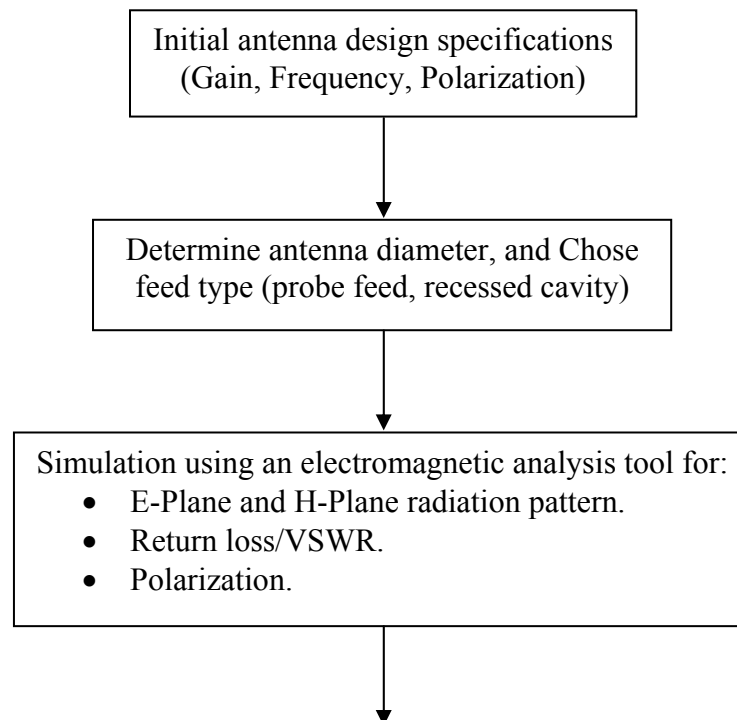 Initial antenna design specifications
(Gain, Frequency, Polarization)
Determine antenna diameter, and Chose
feed type (probe feed, recessed cavity)
Simulation using an electromagnetic analysis tool for:
• E-Plane and H-Plane radiation pattern.
• Return loss/VSWR.
• Polarization.